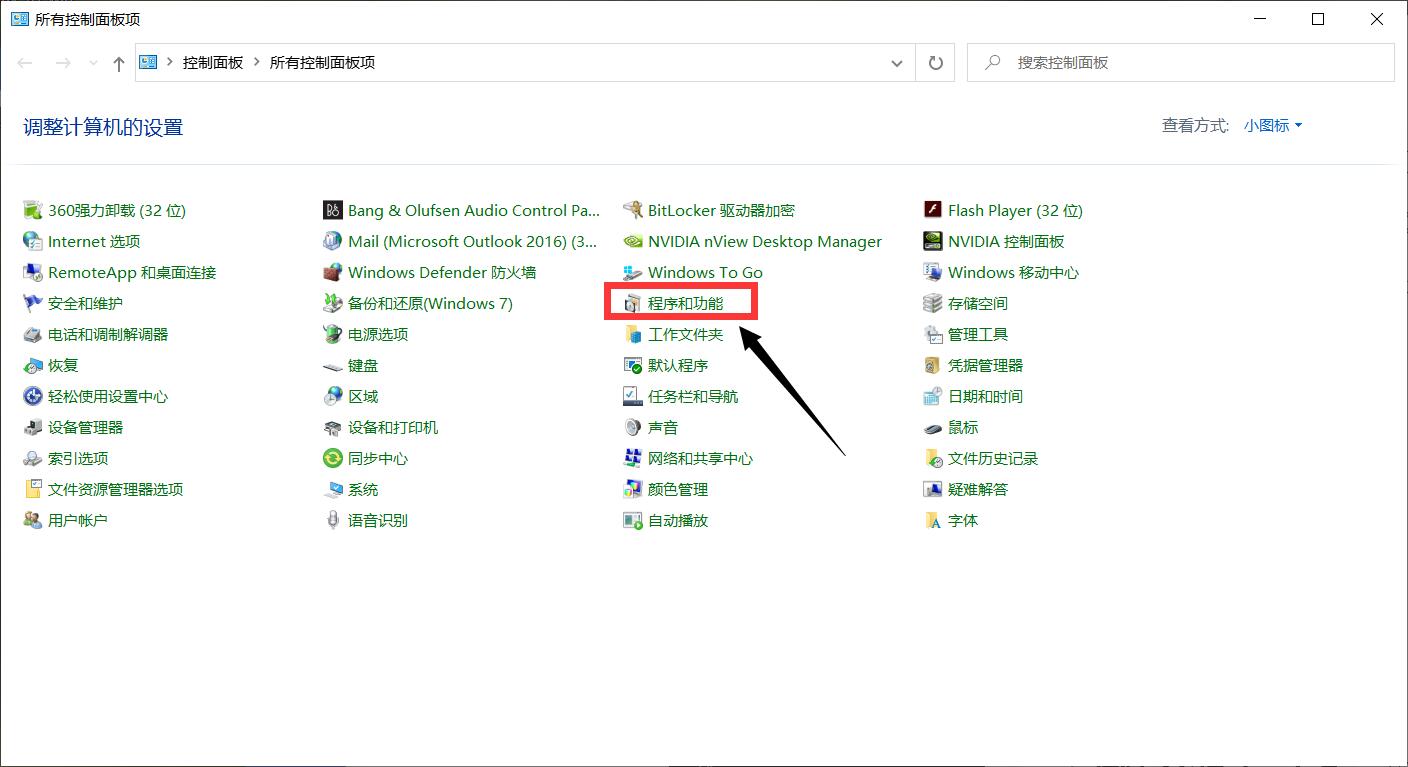 所有控制面板项
控制面板 所有控制面板项 搜索控制面板
调整计算机的设置 查看方式: 小图标
360强力卸载 (32 位) Bang & Olufsen Audio Control Pa... BitLocker 驱动器加密 Flash Player (32 位)
Internet 选项 Mail (Microsoft Outlook 2016) (3... NVIDIA nView Desktop Manager NVIDIA 控制面板
RemoteApp 和桌面连接 Windows Defender 防火墙 Windows To Go Windows 移动中心
安全和维护 备份和还原(Windows 7) 程序和功能 存储空间
电话和调制解调器 电源选项 工作文件夹 管理工具
恢复 键盘 默认程序 凭据管理器
轻松使用设置中心 区域 任务栏和导航 日期和时间
设备管理器 设备和打印机 声音 鼠标
索引选项 同步中心 网络和共享中心 文件历史记录
文件资源管理器选项 系统 颜色管理 疑难解答
用户帐户 语音识别 自动播放 字体